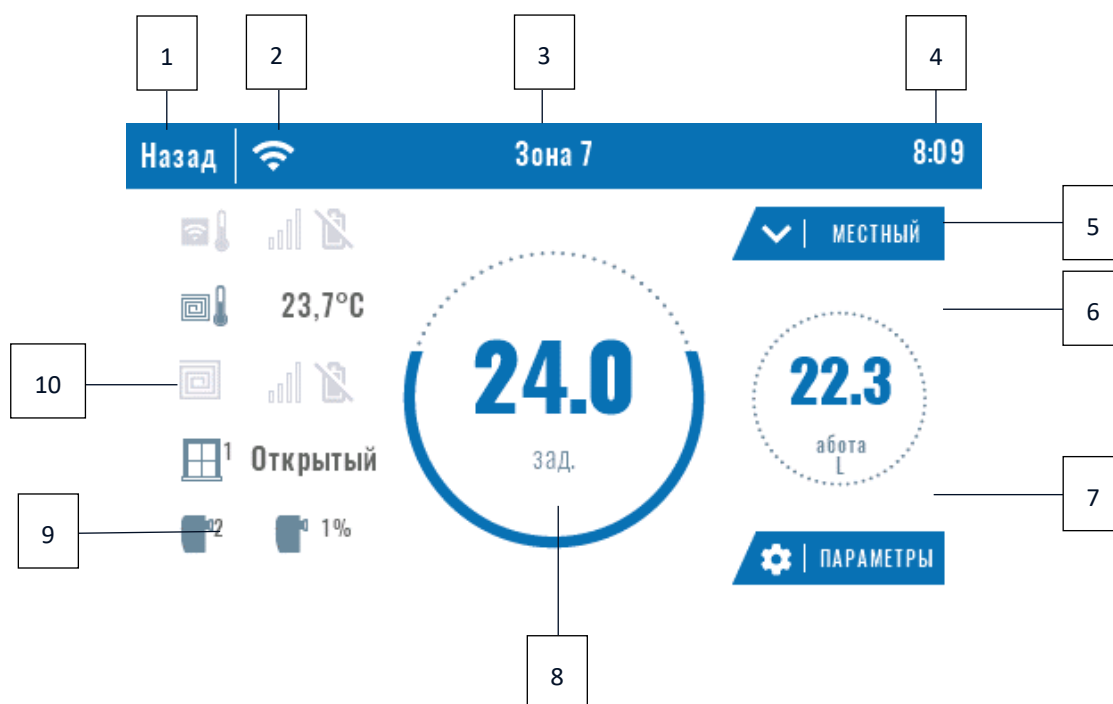 1
2
3
4
Назад
Зона 7
8:09
МЕСТНЫЙ
5
23,7°C
6
24.0
зад.
22.3
абота
L
10
1
Открытый
7
9
2
1%
ПАРАМЕТРЫ
8